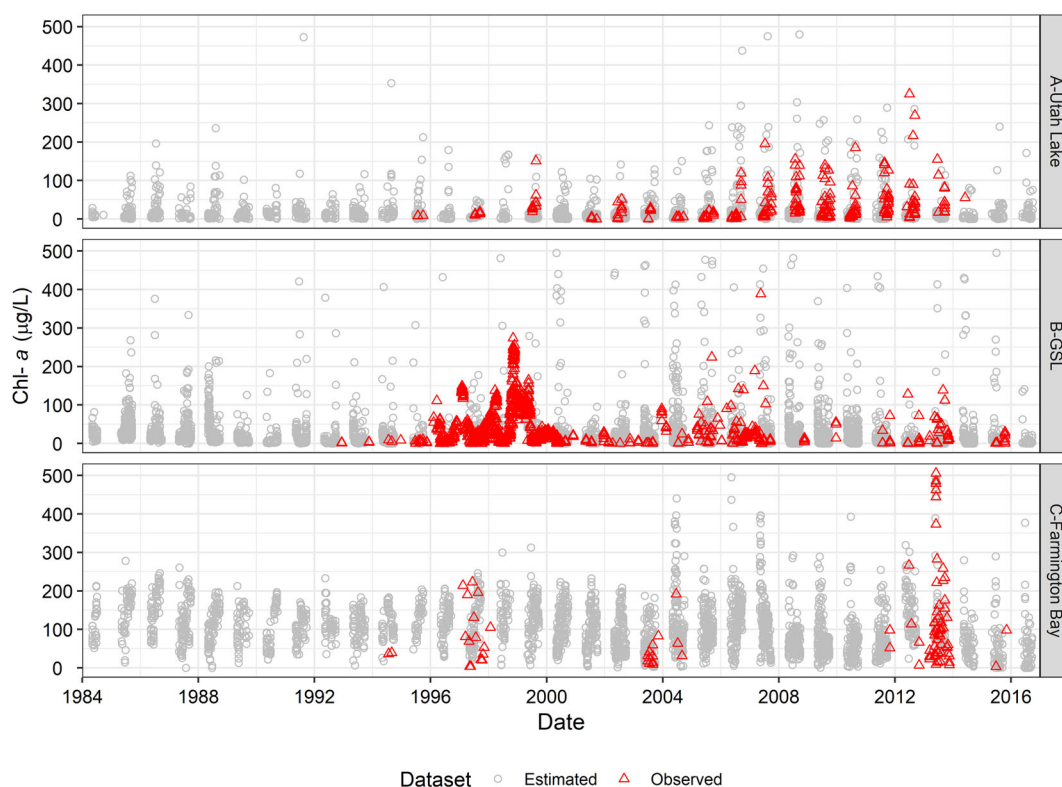 500
400
300
200
100
0
A-Utah Lake
500
400
300
200
100
0
B-GSL
500
400
300
200
100
0
C-Farmington Bay
Chl- a (μg/L)
1984 1988 1992 1996 2000 2004 2008 2012 2016
Date
Dataset Estimated Observed